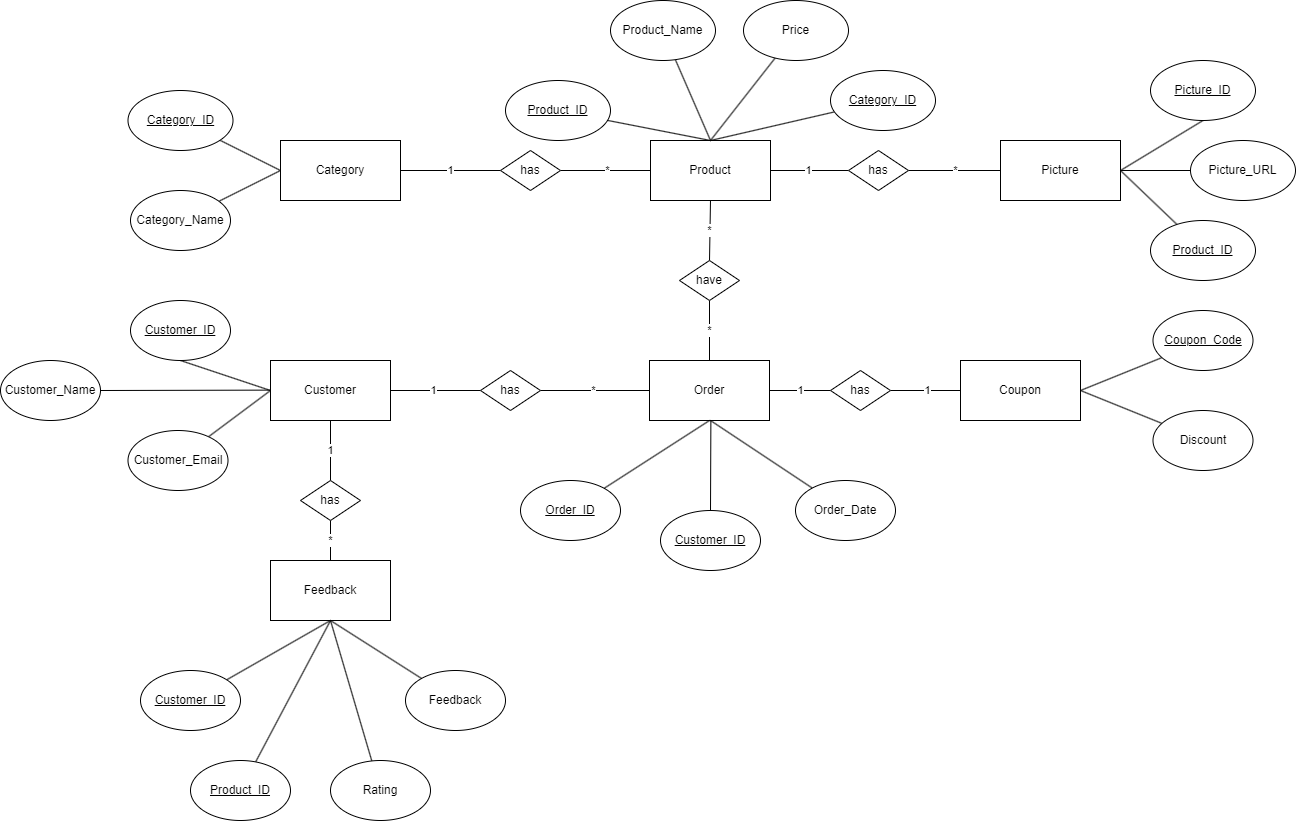 Product_Name
Price
Picture_ID
Category_ID
Product_ID
Category_ID
Category
1
has
*
Product
1
has
*
Picture
Picture_URL
Category_Name
*
Product_ID
have
Customer_ID
*
Coupon_Code
Customer_Name
Customer
1
has
*
Order
1
has
1
Coupon
Customer_Email
1
Discount
has
Order_ID
Order_Date
*
Customer_ID
Feedback
Customer_ID
Feedback
Product_ID
Rating